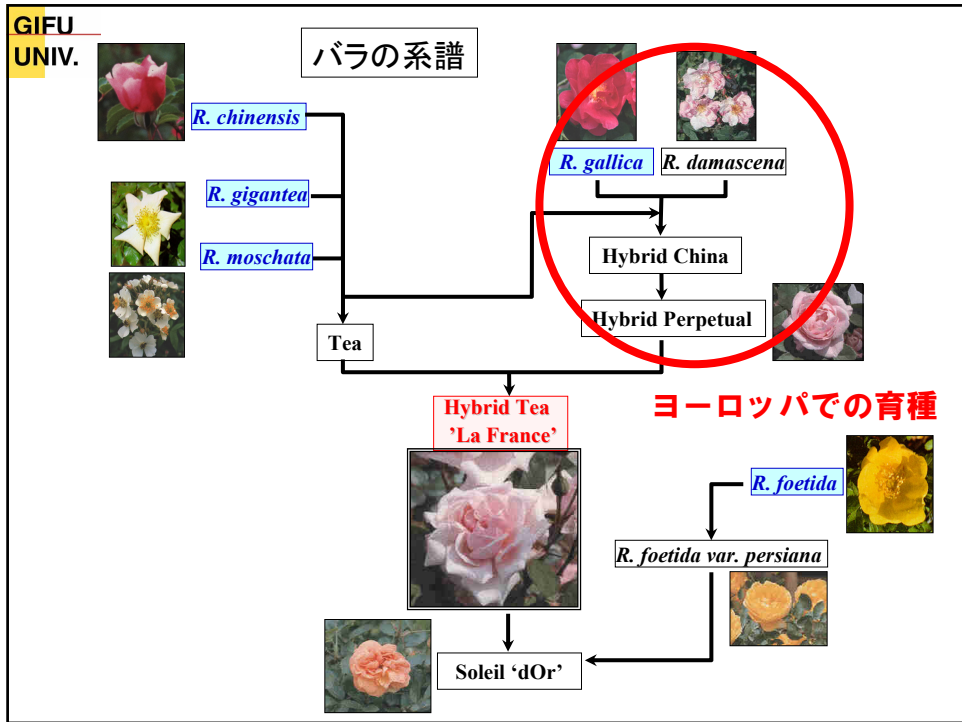 GIFU
UNIV.
バラの系譜
R. chinensis
R. gallica
R. damascena
R. gigantea
R. moschata
Hybrid China
Hybrid Perpetual
Tea
ヨーロッパでの育種
Hybrid Tea
’La France’
R. foetida
R. foetida var. persiana
Soleil ‘dOr’